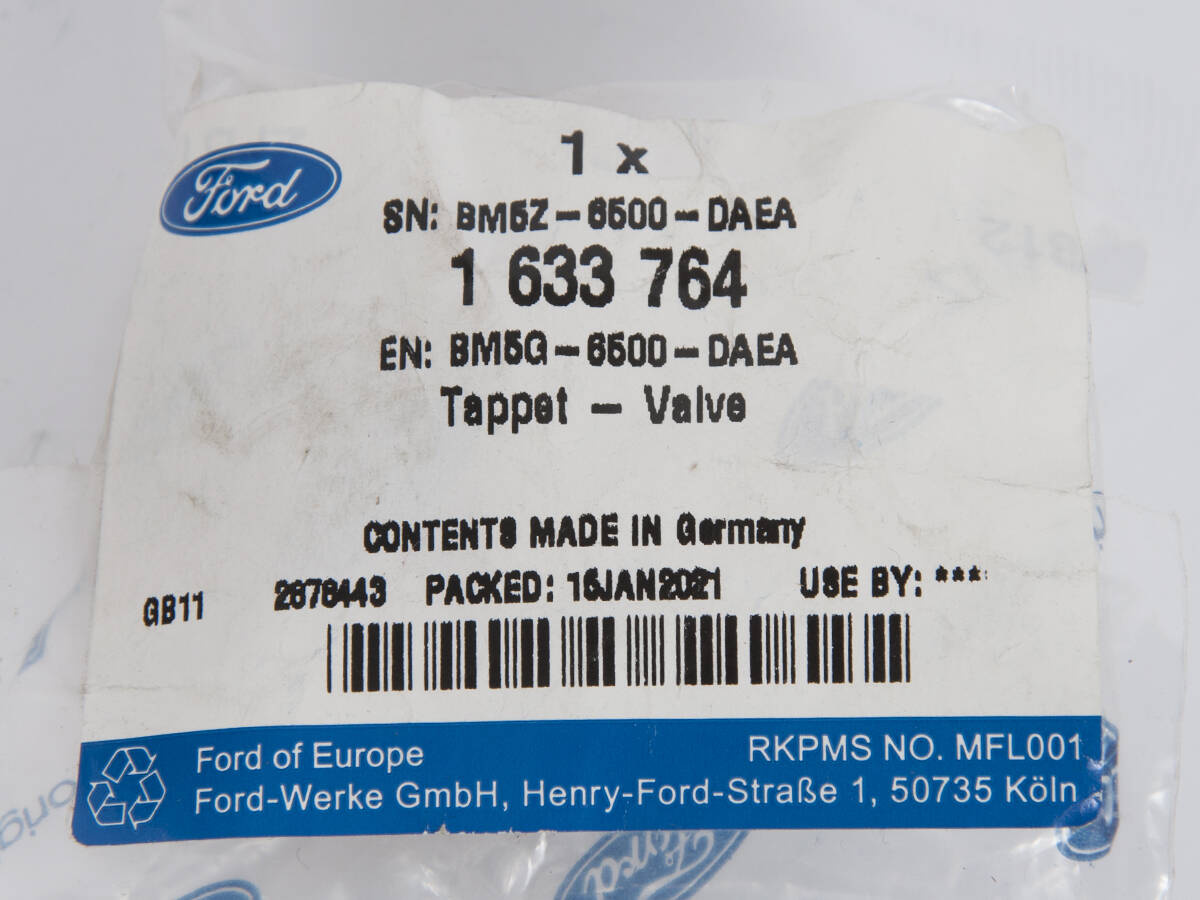 Ford
1 x
SN: BM5Z-6500-DAEA
1 633 764
EN: BM5G-6500-DAEA
Tappet - Valve
CONTENTS MADE IN Germany
GB11 2678443 PACKED: 15JAN2021 USE BY: ***
Ford of Europe RKPMS NO. MFL001
Ford-Werke GmbH, Henry-Ford-Straße 1, 50735 Köln
Ford